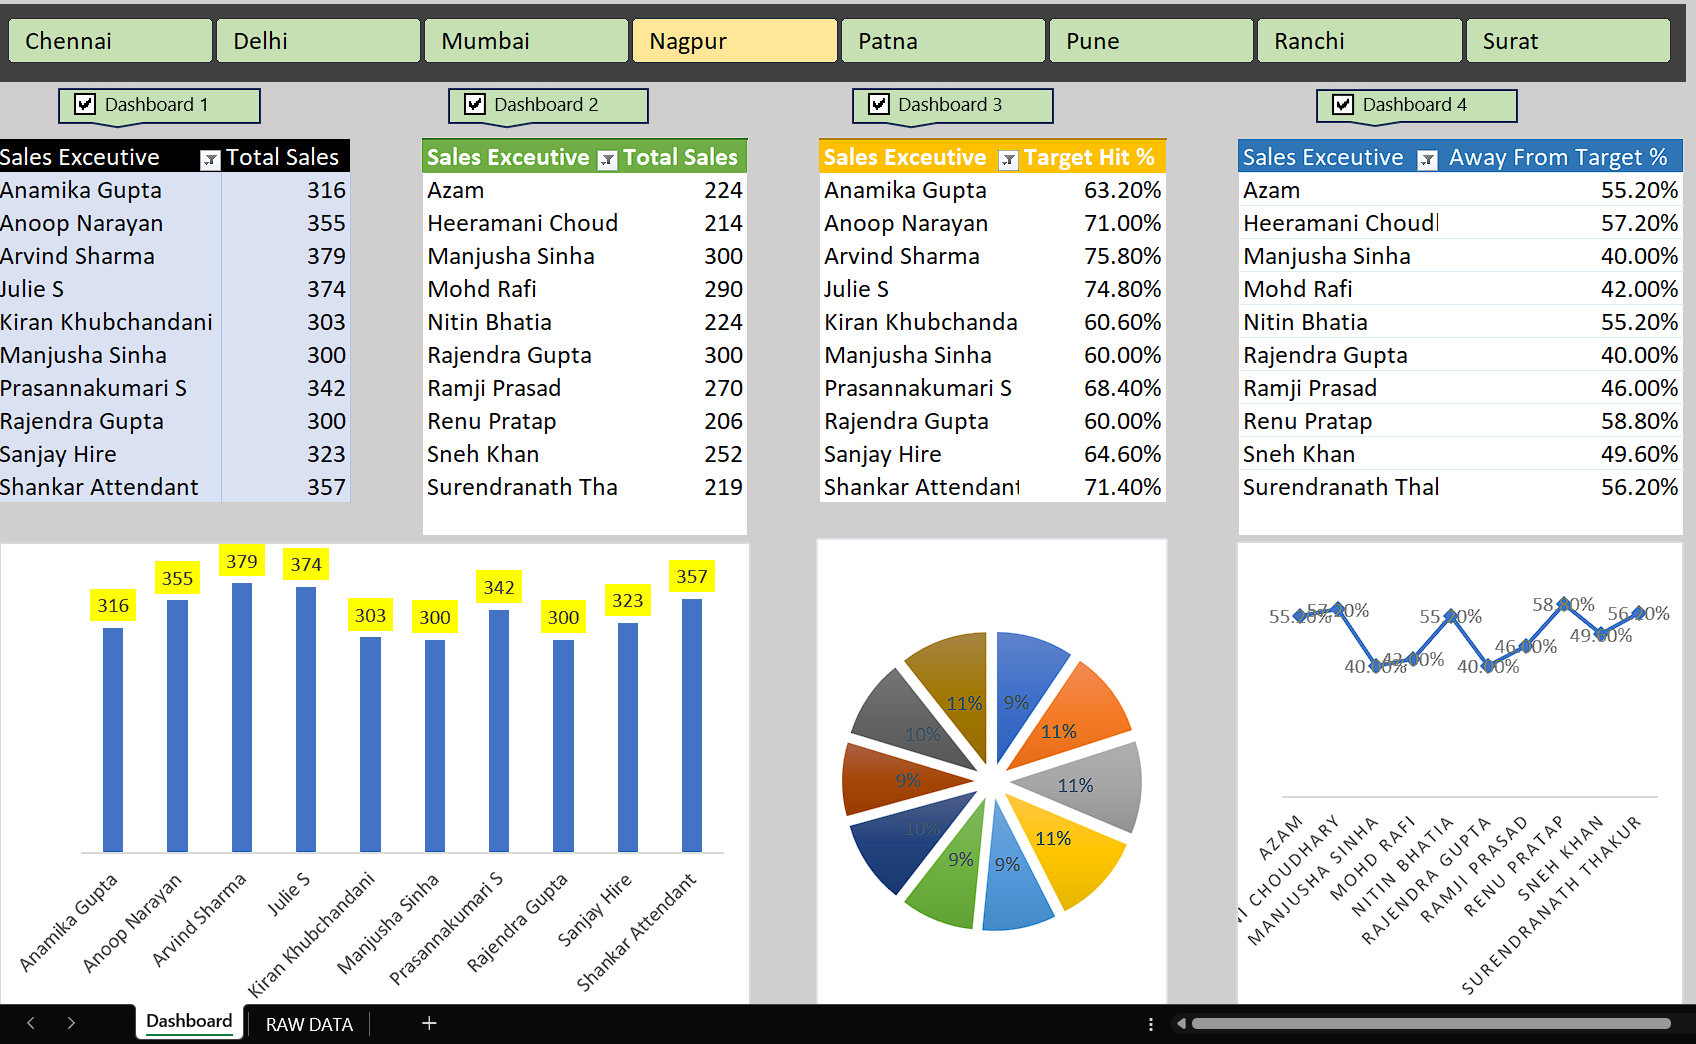 Chennai Delhi Mumbai Nagpur Patna Pune Ranchi Surat
Dashboard 1 Dashboard 2 Dashboard 3 Dashboard 4
Sales Exceutive Total Sales
Anamika Gupta 316
Anoop Narayan 355
Arvind Sharma 379
Julie S 374
Kiran Khubchandani 303
Manjusha Sinha 300
Prasannakumari S 342
Rajendra Gupta 300
Sanjay Hire 323
Shankar Attendant 357
Sales Exceutive Total Sales
Azam 224
Heeramani Choud 214
Manjusha Sinha 300
Mohd Rafi 290
Nitin Bhatia 224
Rajendra Gupta 300
Ramji Prasad 270
Renu Pratap 206
Sneh Khan 252
Surendranath Tha 219
Sales Exceutive Target Hit %
Anamika Gupta 63.20%
Anoop Narayan 71.00%
Arvind Sharma 75.80%
Julie S 74.80%
Kiran Khubchanda 60.60%
Manjusha Sinha 60.00%
Prasannakumari S 68.40%
Rajendra Gupta 60.00%
Sanjay Hire 64.60%
Shankar Attendant 71.40%
Sales Exceutive Away From Target %
Azam 55.20%
Heeramani Choudl 57.20%
Manjusha Sinha 40.00%
Mohd Rafi 42.00%
Nitin Bhatia 55.20%
Rajendra Gupta 40.00%
Ramji Prasad 46.00%
Renu Pratap 58.80%
Sneh Khan 49.60%
Surendranath Thal 56.20%
316 355 379 374 303 300 342 300 323 357
Anamika Gupta
Anoop Narayan
Arvind Sharma
Julie S
Kiran Khubchandani
Manjusha Sinha
Prasannakumari S
Rajendra Gupta
Sanjay Hire
Shankar Attendant
9%
11%
11%
11%
9%
9%
10%
9%
10%
11%
55.20% 57.20% 40.00% 42.00% 55.20% 40.00% 46.00% 58.80% 49.60% 56.20%
AZAM
NI CHOUDHARY
MANJUSHA SINHA
MOHD RAFI
NITIN BHATIA
RAJENDRA GUPTA
RAMJI PRASAD
RENU PRATAP
SNEH KHAN
SURENDRANATH THAKUR
Dashboard RAW DATA